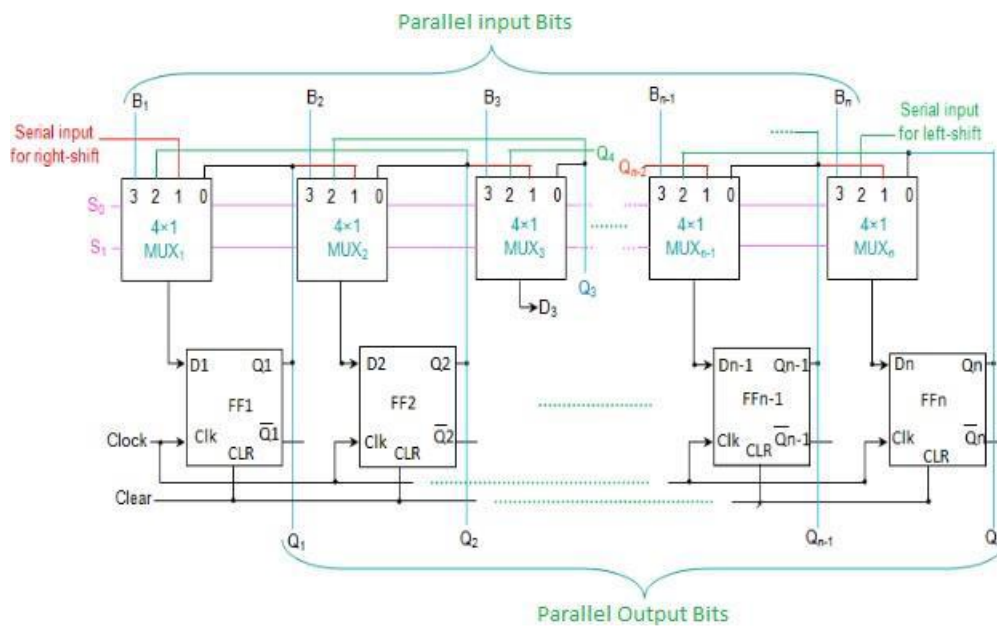 Parallel input Bits
B1 B2 B3 Bn-1 Bn
Serial input
for right-shift
Serial input
for left-shift
Q4
Qn-2
3 2 1 0 3 2 1 0 3 2 1 0 3 2 1 0 3 2 1 0
S0
4×1 4×1 4×1 4×1 4×1
S1
MUX1 MUX2 MUX3 MUXn-1 MUXn
Q3
D3
D1 Q1 D2 Q2 Dn-1 Qn-1 Dn Qn
FF1 FF2 FFn-1 FFn
Clock
Clk Q̅1 Clk Q̅2 Clk Q̅n-1 Clk Q̅n
CLR CLR CLR CLR
Clear
Q1 Q2 Qn-1 Q
Parallel Output Bits